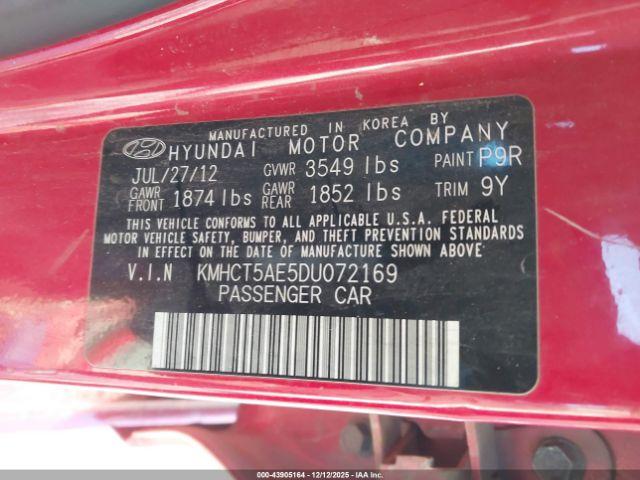 MANUFACTURED IN KOREA BY
HYUNDAI MOTOR COMPANY
JUL/27/12 GVWR 3549 lbs PAINT P9R
GAWR FRONT 1874 lbs GAWR REAR 1852 lbs TRIM 9Y
THIS VEHICLE CONFORMS TO ALL APPLICABLE U.S.A. FEDERAL
MOTOR VEHICLE SAFETY, BUMPER, AND THEFT PREVENTION STANDARDS
IN EFFECT ON THE DATE OF MANUFACTURE SHOWN ABOVE.
V.I.N KMHCT5AE5DU072169
PASSENGER CAR
000-43905164 - 12/12/2025 - IAAI.COM